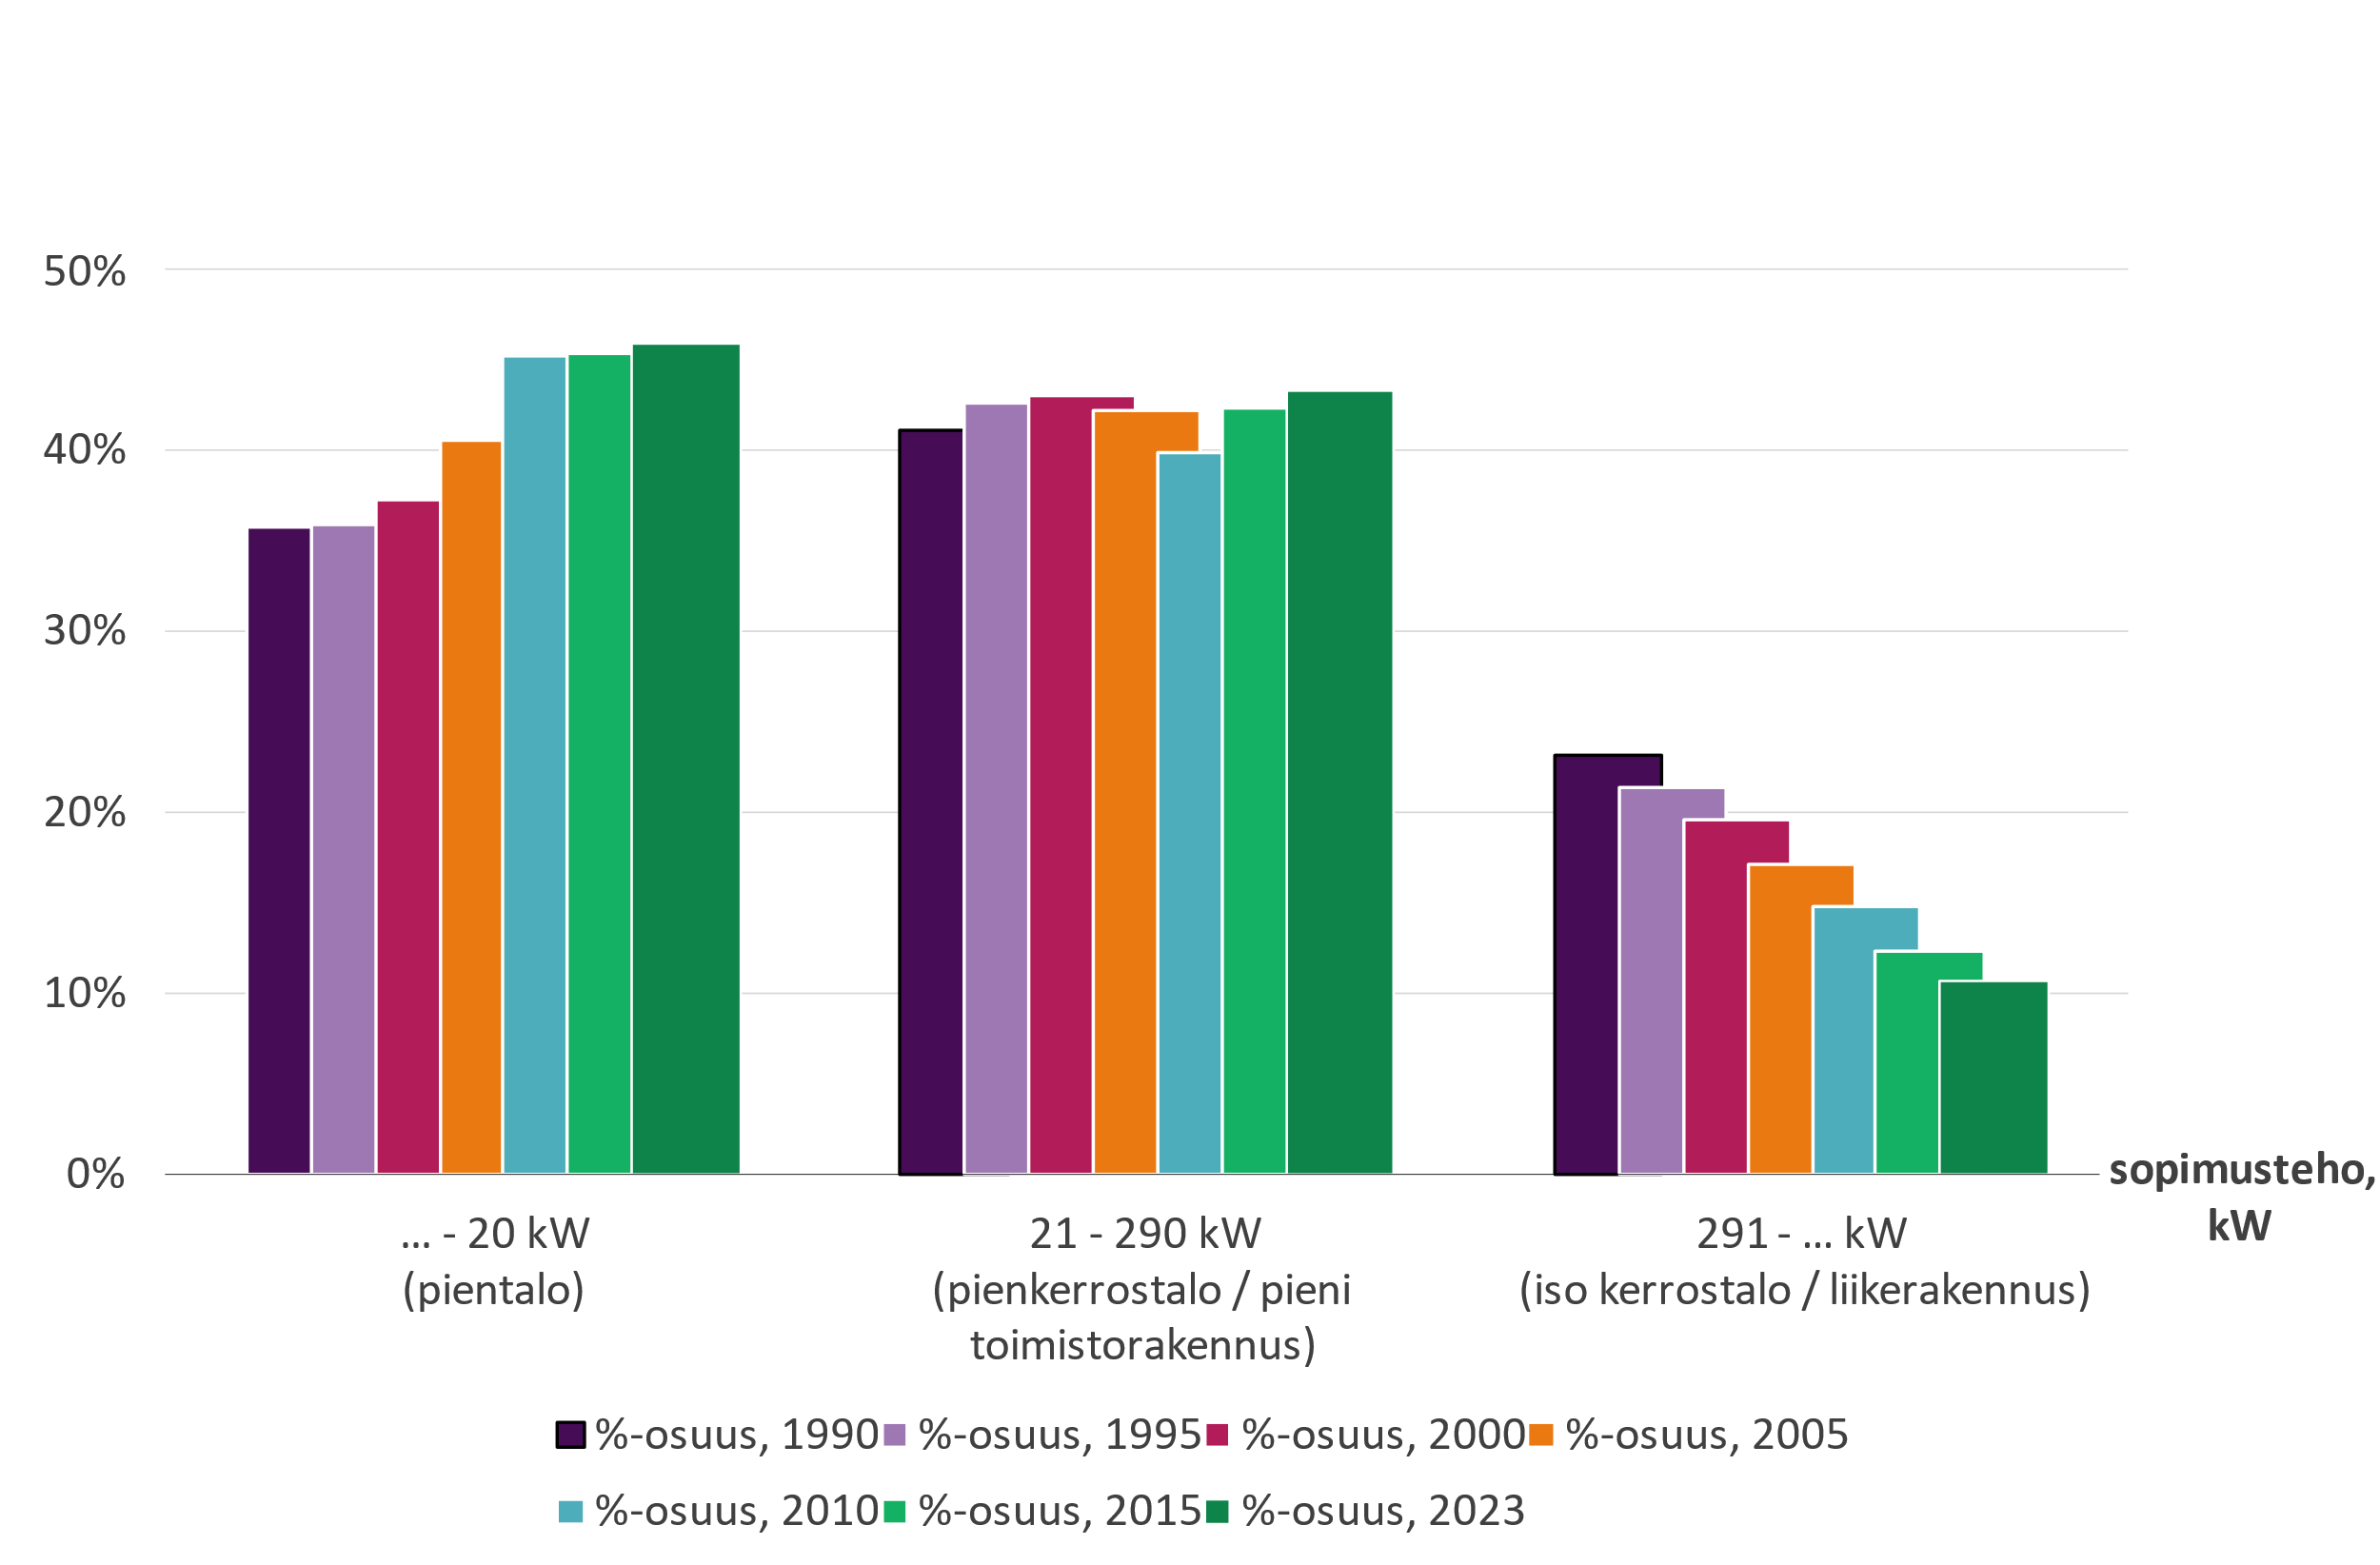 50%
40%
30%
20%
10%
0%
sopimusteho,
kW
... - 20 kW
(pientalo)
21 - 290 kW
(pienkerrostalo / pieni
toimistorakennus)
291 - ... kW
(iso kerrostalo / liikerakennus)
%-osuus, 1990 %-osuus, 1995 %-osuus, 2000 %-osuus, 2005
%-osuus, 2010 %-osuus, 2015 %-osuus, 2023